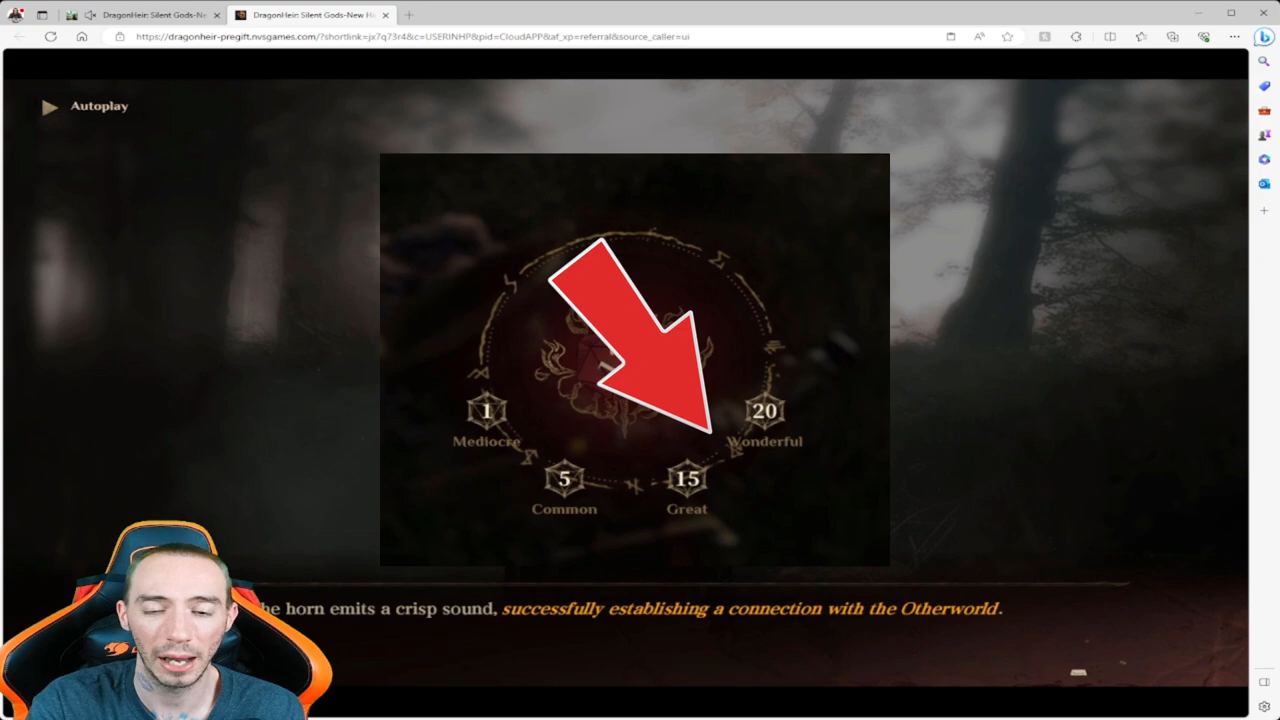 DragonHeir: Silent Gods-Ne
DragonHeir: Silent Gods-New H
https://dragonheir-pregift.nvsgames.com/?shortlink=jx7q73r4&c=USERINHP&pid=CloudAPP&af_xp=referral&source_caller=ui
Autoplay
1
20
Mediocre
Wonderful
5
15
Common
Great
he horn emits a crisp sound, successfully establishing a connection with the Otherworld.